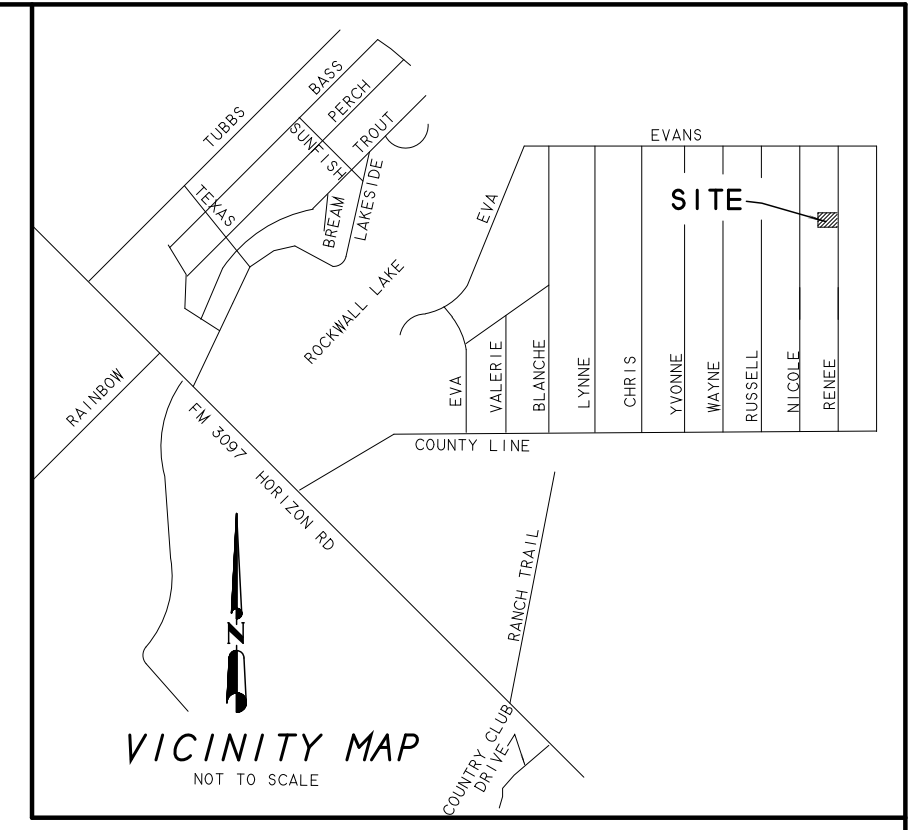 BASS
PERCH
TUBBS
SUNFISH
TROUT
EVANS
TEXAS
BREAM
LAKESIDE
EVA
SITE
ROCKWALL LAKE
RAINBOW
EVA
VALERIE
BLANCHE
LYNNE
CHRIS
YVONNE
WAYNE
RUSSELL
NICOLE
RENEE
FM 3097 HORIZON RD
COUNTY LINE
RANCH TRAIL
N
COUNTRY CLUB
DRIVE
VICINITY MAP
NOT TO SCALE